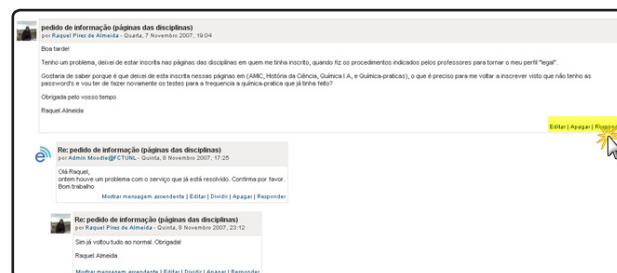 pedido de informação (páginas das disciplinas)
por Raquel Pires de Almeida - Quarta, 7 Novembro 2007, 19:04
Boa tarde!
Tenho um problema, deixei de estar inscrita nas páginas das disciplinas em quem me tinha inscrito, quando fiz os procedimentos indicados pelos professores para tornar o meu perfil "legal".
Gostaria de saber porque é que deixei de esta inscrita nessas páginas em (AMIC, História da Ciência, Química I A, e Química-praticas), o que é preciso para me voltar a inscrever visto que não tenho as
password's e vou ter de fazer novamente os testes para a frequencia a química-pratica que já tinha feito?
Obrigada pelo vosso tempo
Raquel Almeida
Editar | Apagar | Respond
Re: pedido de informação (páginas das disciplinas)
por Admin Moodle@FCTUNL - Quinta, 8 Novembro 2007, 17:25
Olá Raquel,
ontem houve um problema com o serviço que já está resolvido. Confirma por favor.
Bom trabalho
Mostrar mensagem ascendente | Editar | Dividir | Apagar | Responder
Re: pedido de informação (páginas das disciplinas)
por Raquel Pires de Almeida - Quinta, 8 Novembro 2007, 23:12
Sim já voltou tudo ao normal. Obrigada!
Raquel Almeida
Mostrar mensagem ascendente | Editar | Dividir | Apagar | Responder